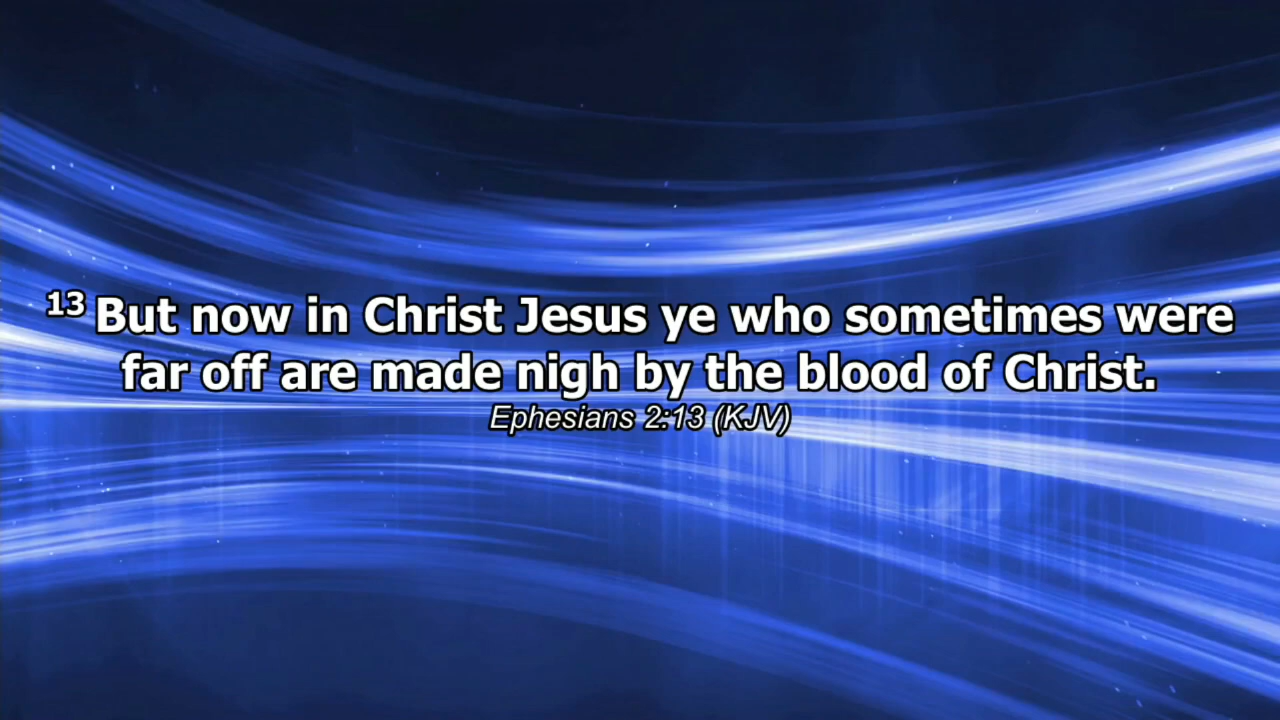 13 But now in Christ Jesus ye who sometimes were
far off are made nigh by the blood of Christ.
Ephesians 2:13 (KJV)